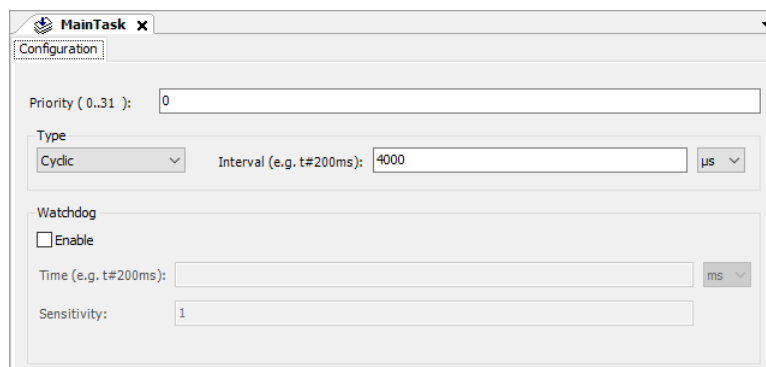 MainTask
Configuration
Priority ( 0..31 ): 0
Type
Cyclic Interval (e.g. t#200ms): 4000 µs
Watchdog
Enable
Time (e.g. t#200ms): ms
Sensitivity: 1